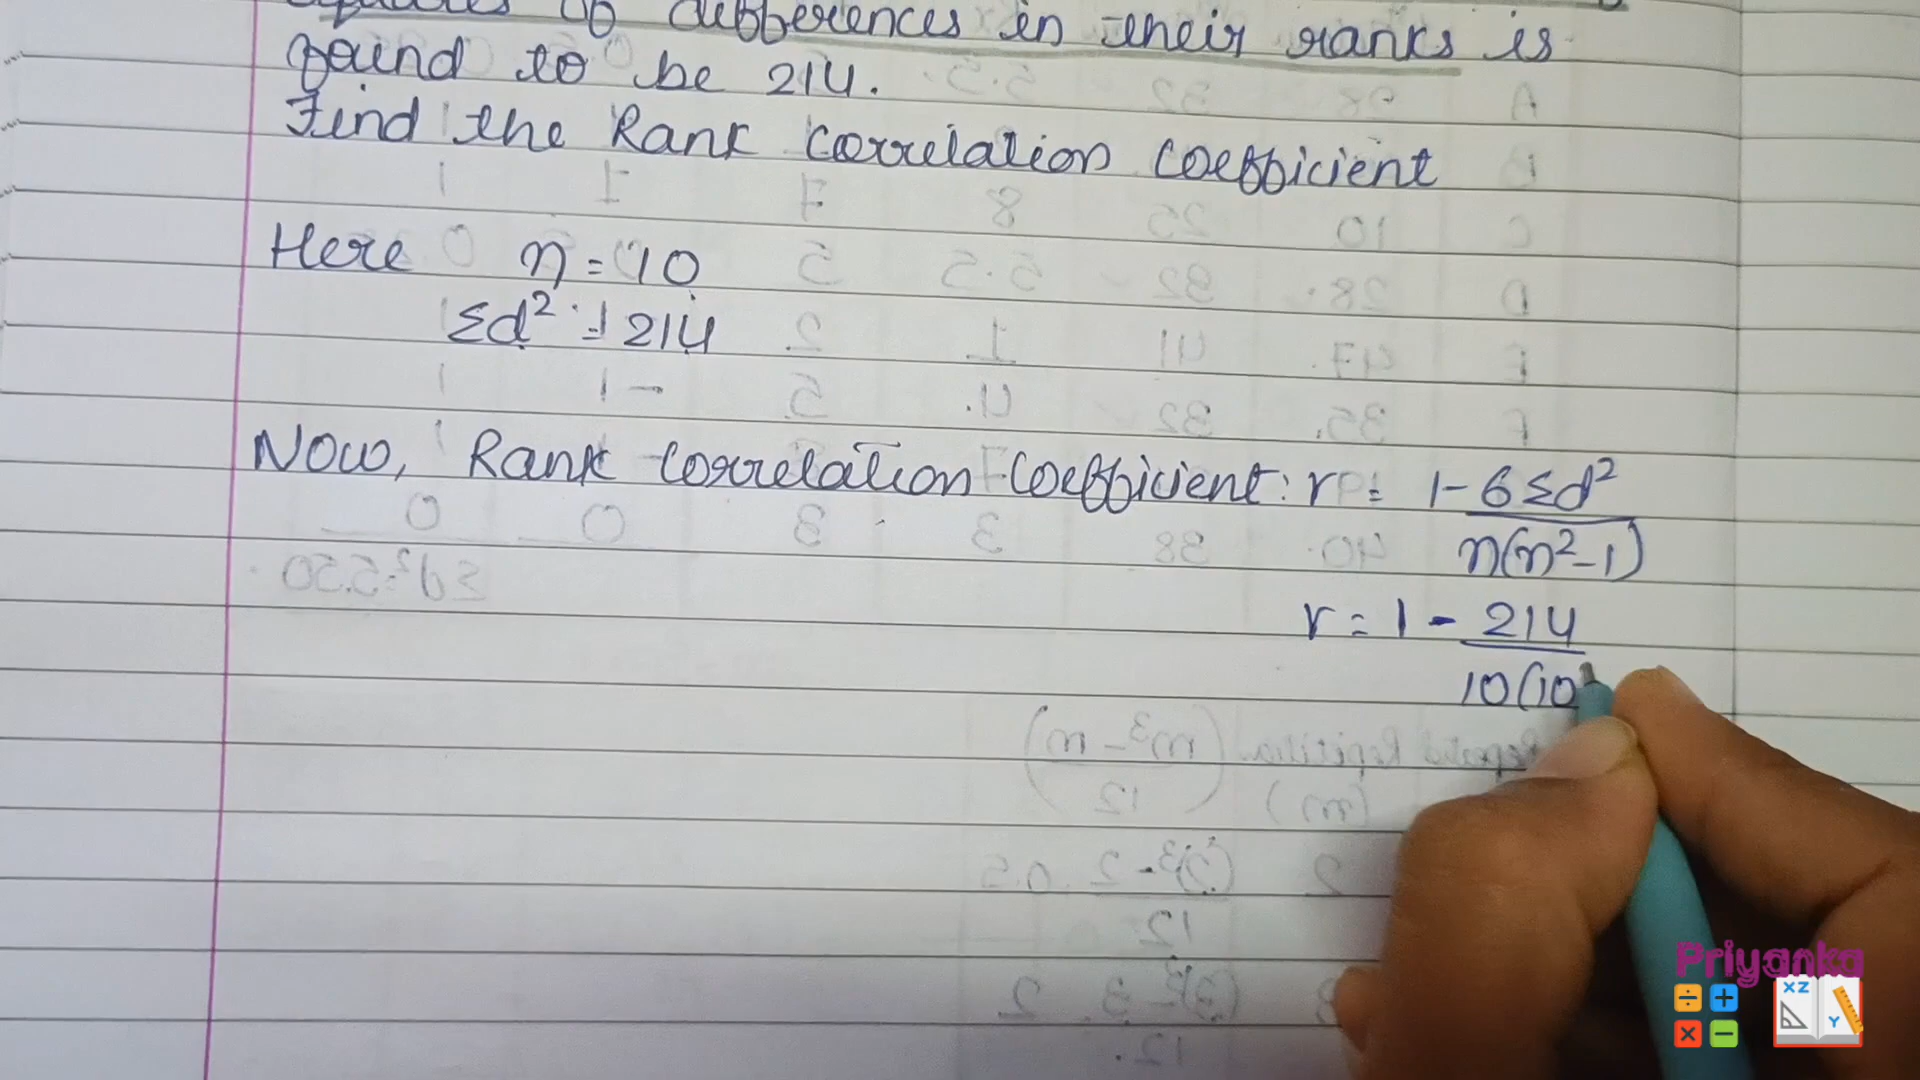 squares of differences in their ranks is
found to be 214.
Find the Rank Correlation Coefficient
Here n = 10
Σd² = 214
Now, Rank Correlation Coefficient: r = 1 - 6Σd²
n(n²-1)
r = 1 - 214
10(10
Priyanka